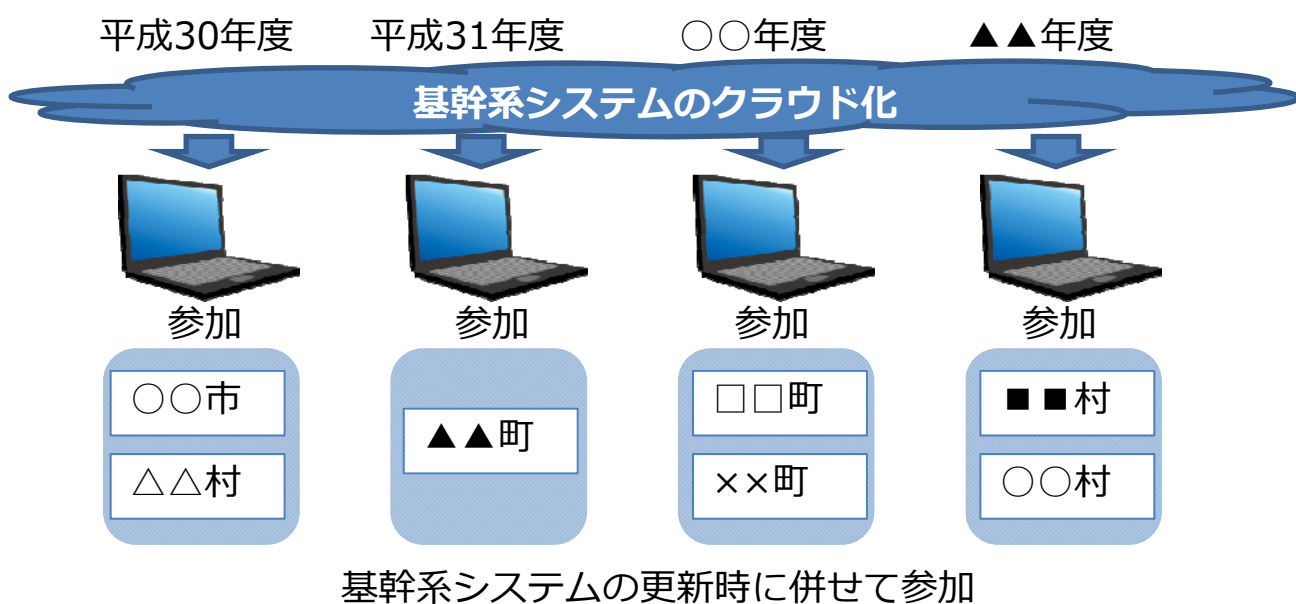 平成30年度 平成31年度 ○○年度 ▲▲年度
基幹系システムのクラウド化
参加 参加 参加 参加
○○市 ▲▲町 □□町 ■■村
△△村 ××町 ○○村
基幹系システムの更新時に併せて参加